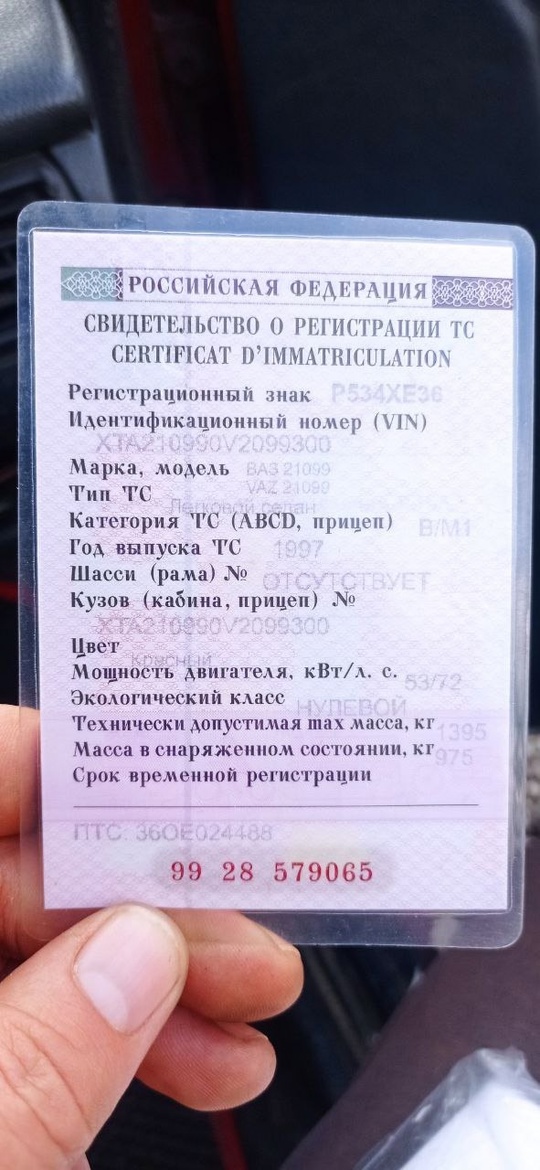 РОССИЙСКАЯ ФЕДЕРАЦИЯ
СВИДЕТЕЛЬСТВО О РЕГИСТРАЦИИ ТС
CERTIFICAT D'IMMATRICULATION
Регистрационный знак Р534ХЕ36
Идентификационный номер (VIN)
XTA210990V2099300
Марка, модель ВАЗ 21099
VAZ 21099
Тип ТС
Легковой седан
Категория ТС (ABCD, прицеп) B/M1
Год выпуска ТС 1997
Шасси (рама) № ОТСУТСТВУЕТ
Кузов (кабина, прицеп) №
XTA210990V2099300
Цвет
Красный
Мощность двигателя, кВт/л. с. 53/72
Экологический класс
НУЛЕВОЙ
Технически допустимая max масса, кг 1395
Масса в снаряженном состоянии, кг 975
Срок временной регистрации
ПТС: 36ОЕ024488
99 28 579065